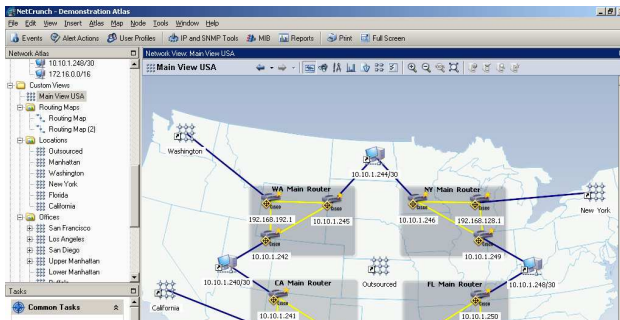 NetCrunch - Demonstration Atlas
File Edit View Insert Atlas Map Node Tools Window Help
Events Alert Actions User Profiles IP and SNMP Tools MIB Reports Print Full Screen
Network Atlas
10.10.1.248/30
172.16.0.0/16
Custom Views
Main View USA
Routing Maps
Routing Map
Routing Map (2)
Locations
Outsourced
Manhattan
Washington
New York
Florida
California
Offices
San Francisco
Los Angeles
San Diego
Upper Manhattan
Lower Manhattan
Tasks
Common Tasks
Network View: Main View USA
Main View USA
Washington
10.10.1.244/30
WA Main Router
NY Main Router
192.168.192.1
10.10.1.245
10.10.1.246
192.168.128.1
New York
10.10.1.242
10.10.1.249
10.10.1.240/30
Outsourced
10.10.1.248/30
CA Main Router
FL Main Router
California
10.10.1.241
10.10.1.250